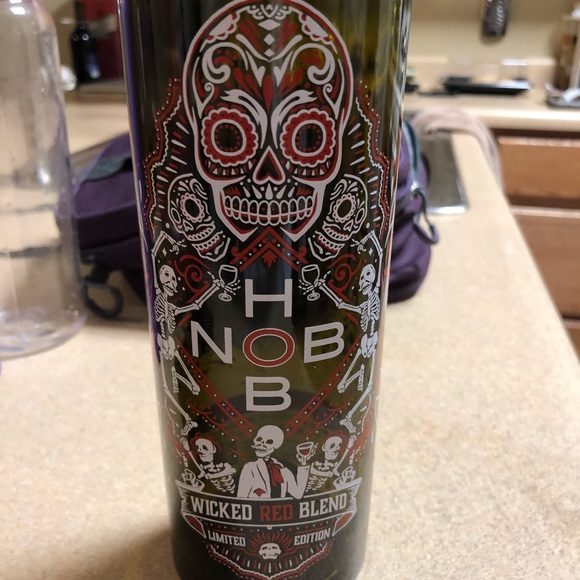 H
NOB
B
WICKED RED BLEND
LIMITED EDITION